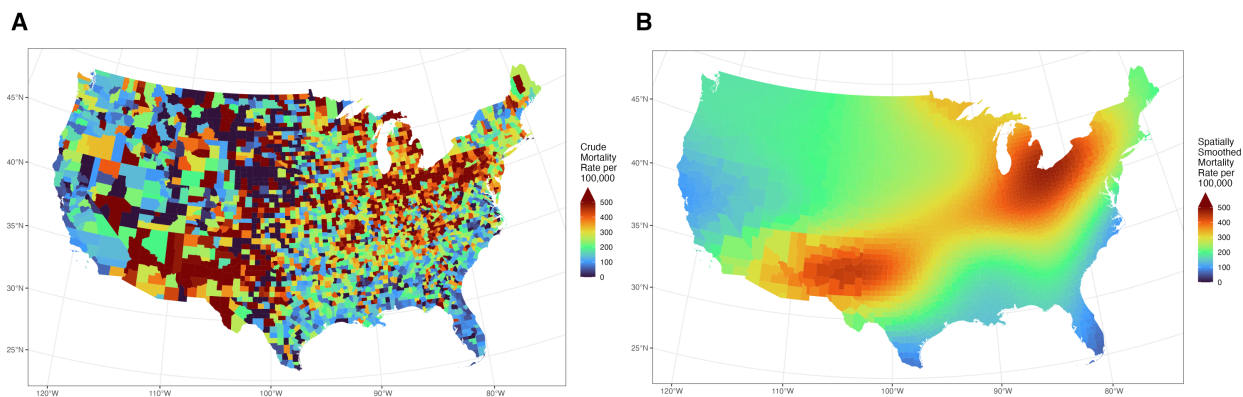 A
45°N
40°N
35°N
30°N
25°N
120°W
110°W
100°W
90°W
80°W
Crude
Mortality
Rate per
100,000
500
400
300
200
100
0
B
45°N
40°N
35°N
30°N
25°N
120°W
110°W
100°W
90°W
80°W
Spatially
Smoothed
Mortality
Rate per
100,000
500
400
300
200
100
0